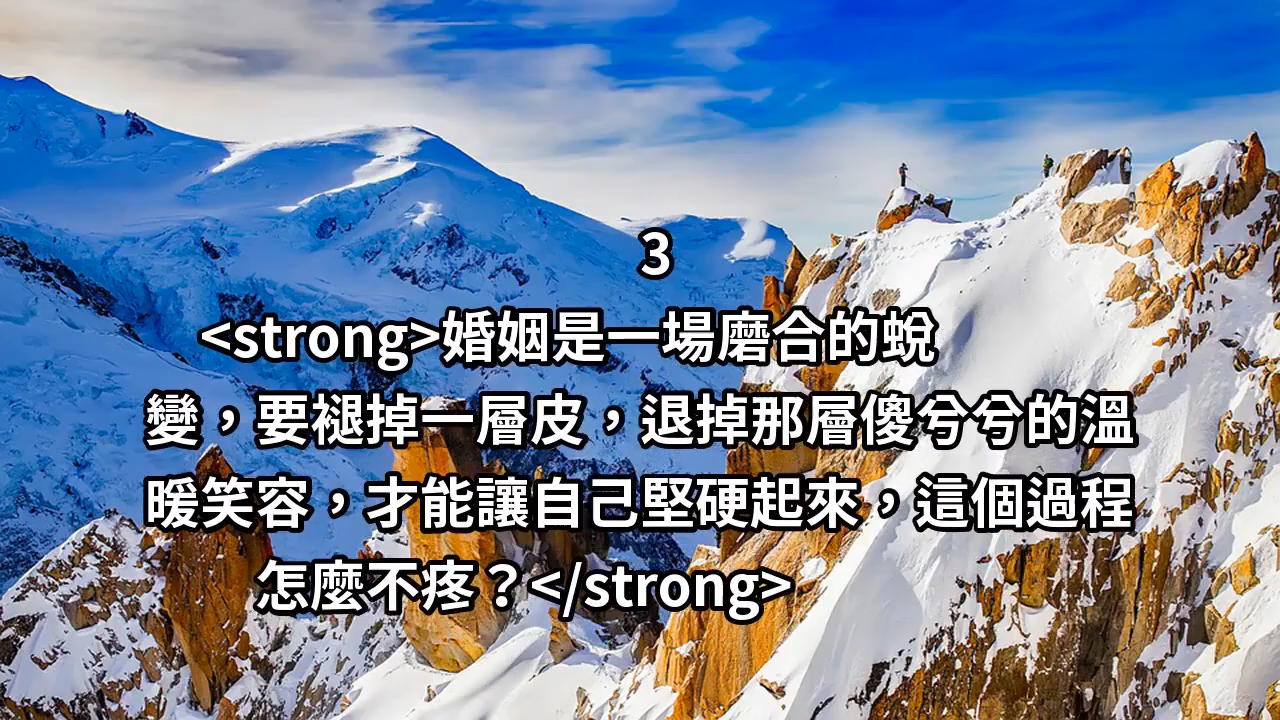 3
<strong>婚姻是一場磨合的蛻
變，要褪掉一層皮，退掉那層傻兮兮的溫
暖笑容，才能讓自己堅硬起來，這個過程
怎麼不疼？</strong>